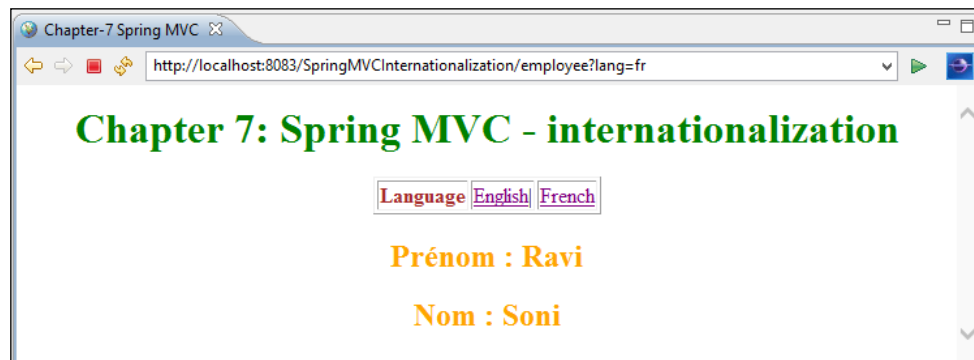 Chapter-7 Spring MVC
http://localhost:8083/SpringMVCInternationalization/employee?lang=fr
Chapter 7: Spring MVC - internationalization
Language English| French
Prénom : Ravi
Nom : Soni